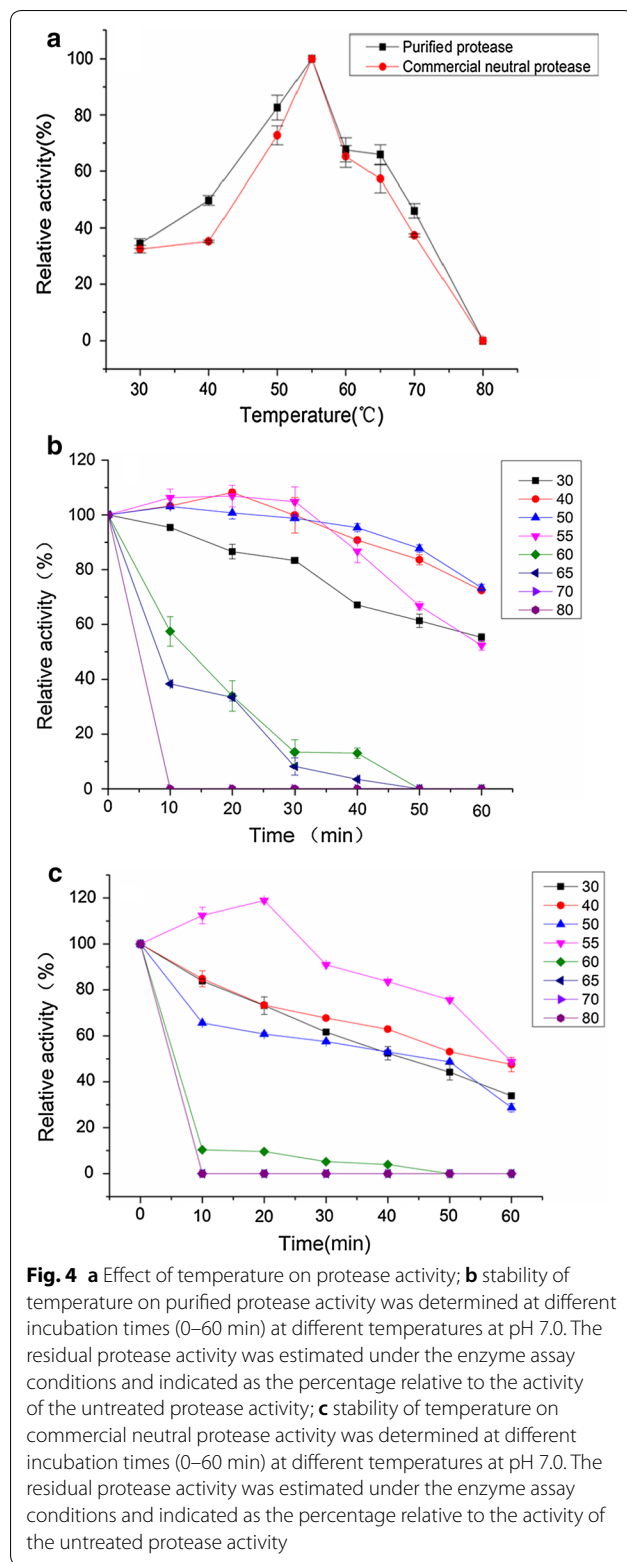 a
Purified protease
Commercial neutral protease
Relative activity(%)
100
80
60
40
20
0
30 40 50 60 70 80
Temperature(℃)
b
Relative activity (%)
120
100
80
60
40
20
0
30
40
50
55
60
65
70
80
0 10 20 30 40 50 60
Time (min)
c
Relative activity (%)
120
100
80
60
40
20
0
30
40
50
55
60
65
70
80
0 10 20 30 40 50 60
Time(min)
Fig. 4 a Effect of temperature on protease activity; b stability of
temperature on purified protease activity was determined at different
incubation times (0–60 min) at different temperatures at pH 7.0. The
residual protease activity was estimated under the enzyme assay
conditions and indicated as the percentage relative to the activity
of the untreated protease activity; c stability of temperature on
commercial neutral protease activity was determined at different
incubation times (0–60 min) at different temperatures at pH 7.0. The
residual protease activity was estimated under the enzyme assay
conditions and indicated as the percentage relative to the activity of
the untreated protease activity